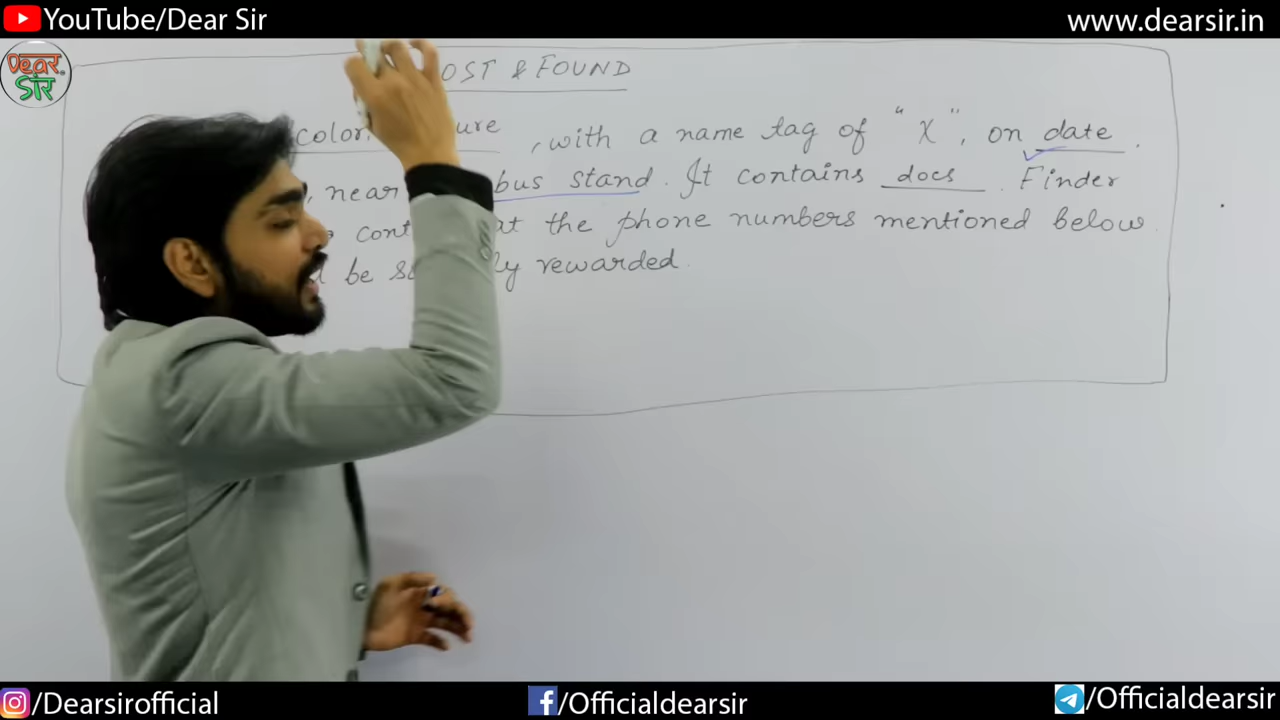 YouTube/Dear Sir
www.dearsir.in
Dear
Sir
OST & FOUND
color ure , with a name tag of " X ", on date .
, near bus stand . It contains docs . Finder
cont at the phone numbers mentioned below
be s ly rewarded
/Dearsirofficial
/Officialdearsir
/Officialdearsir